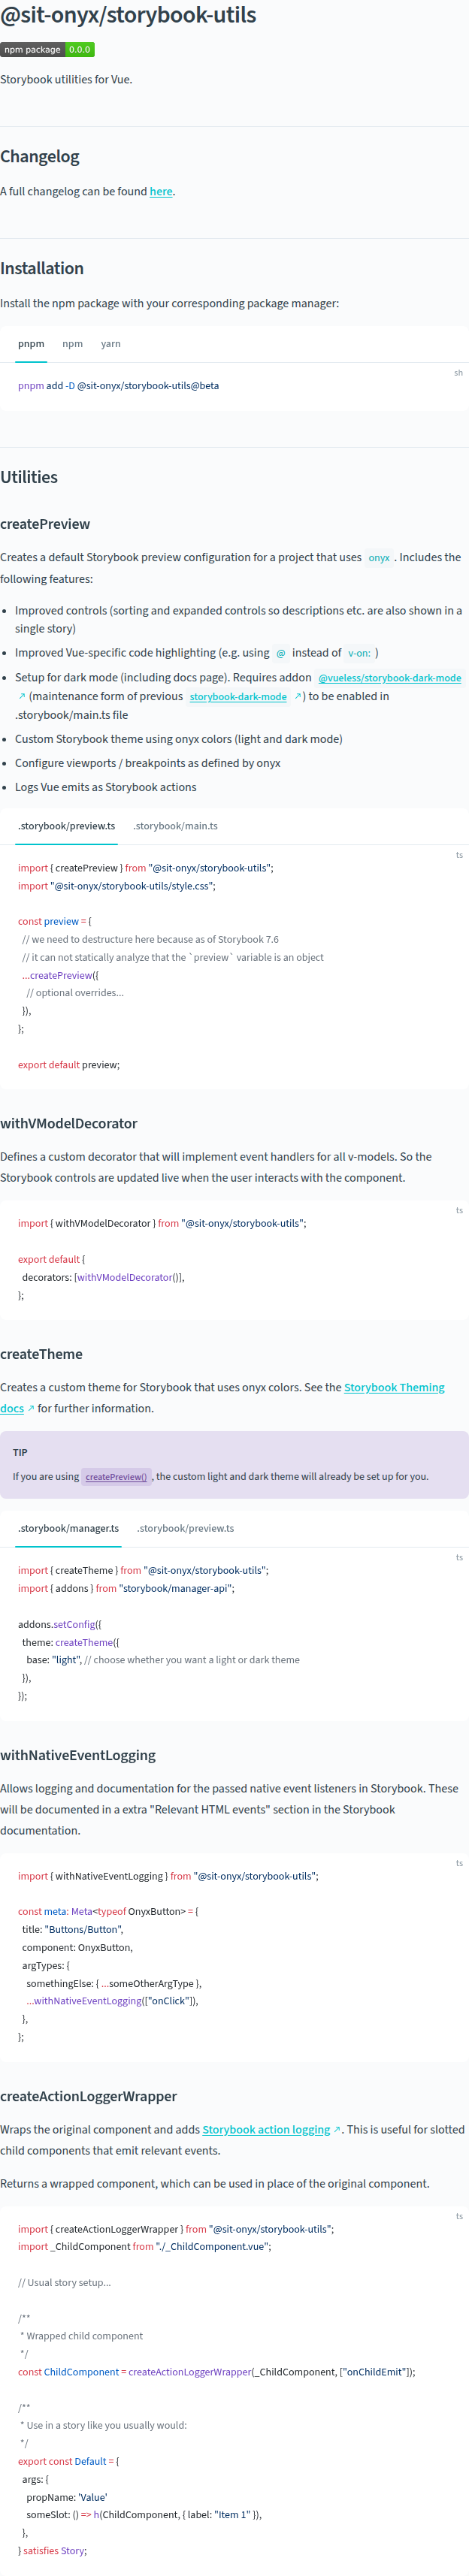 @sit-onyx/storybook-utils
npm package 0.0.0
Storybook utilities for Vue.
Changelog
A full changelog can be found here.
Installation
Install the npm package with your corresponding package manager:
pnpm npm yarn
sh
pnpm add -D @sit-onyx/storybook-utils@beta
Utilities
createPreview
Creates a default Storybook preview configuration for a project that uses onyx . Includes the
following features:
• Improved controls (sorting and expanded controls so descriptions etc. are also shown in a
single story)
• Improved Vue-specific code highlighting (e.g. using @ instead of v-on: )
• Setup for dark mode (including docs page). Requires addon @vueless/storybook-dark-mode
↗ (maintenance form of previous storybook-dark-mode ↗) to be enabled in
.storybook/main.ts file
• Custom Storybook theme using onyx colors (light and dark mode)
• Configure viewports / breakpoints as defined by onyx
• Logs Vue emits as Storybook actions
.storybook/preview.ts .storybook/main.ts
ts
import { createPreview } from "@sit-onyx/storybook-utils";
import "@sit-onyx/storybook-utils/style.css";
const preview = {
// we need to destructure here because as of Storybook 7.6
// it can not statically analyze that the `preview` variable is an object
...createPreview({
// optional overrides...
}),
};
export default preview;
withVModelDecorator
Defines a custom decorator that will implement event handlers for all v-models. So the
Storybook controls are updated live when the user interacts with the component.
ts
import { withVModelDecorator } from "@sit-onyx/storybook-utils";
export default {
decorators: [withVModelDecorator()],
};
createTheme
Creates a custom theme for Storybook that uses onyx colors. See the Storybook Theming
docs ↗ for further information.
TIP
If you are using createPreview() , the custom light and dark theme will already be set up for you.
.storybook/manager.ts .storybook/preview.ts
ts
import { createTheme } from "@sit-onyx/storybook-utils";
import { addons } from "storybook/manager-api";
addons.setConfig({
theme: createTheme({
base: "light", // choose whether you want a light or dark theme
}),
});
withNativeEventLogging
Allows logging and documentation for the passed native event listeners in Storybook. These
will be documented in a extra "Relevant HTML events" section in the Storybook
documentation.
ts
import { withNativeEventLogging } from "@sit-onyx/storybook-utils";
const meta: Meta<typeof OnyxButton> = {
title: "Buttons/Button",
component: OnyxButton,
argTypes: {
somethingElse: { ...someOtherArgType },
...withNativeEventLogging(["onClick"]),
},
};
createActionLoggerWrapper
Wraps the original component and adds Storybook action logging ↗. This is useful for slotted
child components that emit relevant events.
Returns a wrapped component, which can be used in place of the original component.
ts
import { createActionLoggerWrapper } from "@sit-onyx/storybook-utils";
import _ChildComponent from "./_ChildComponent.vue";
// Usual story setup...
/**
* Wrapped child component
*/
const ChildComponent = createActionLoggerWrapper(_ChildComponent, ["onChildEmit"]);
/**
* Use in a story like you usually would:
*/
export const Default = {
args: {
propName: 'Value'
someSlot: () => h(ChildComponent, { label: "Item 1" }),
},
} satisfies Story;